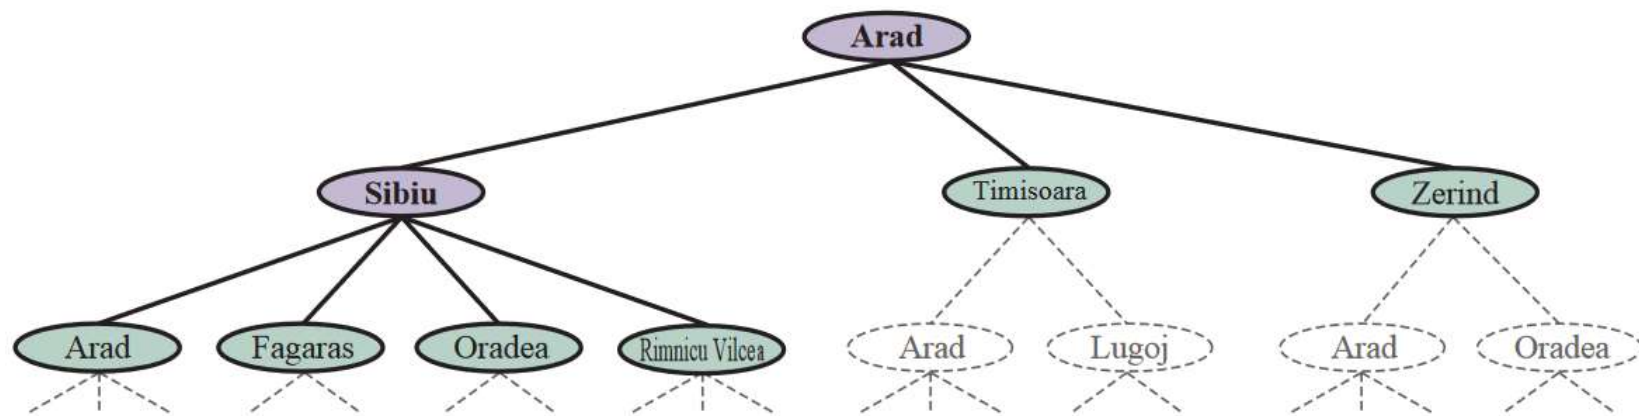 Arad
Sibiu
Timisoara
Zerind
Arad
Fagaras
Oradea
Rimnicu Vilcea
Arad
Lugoj
Arad
Oradea